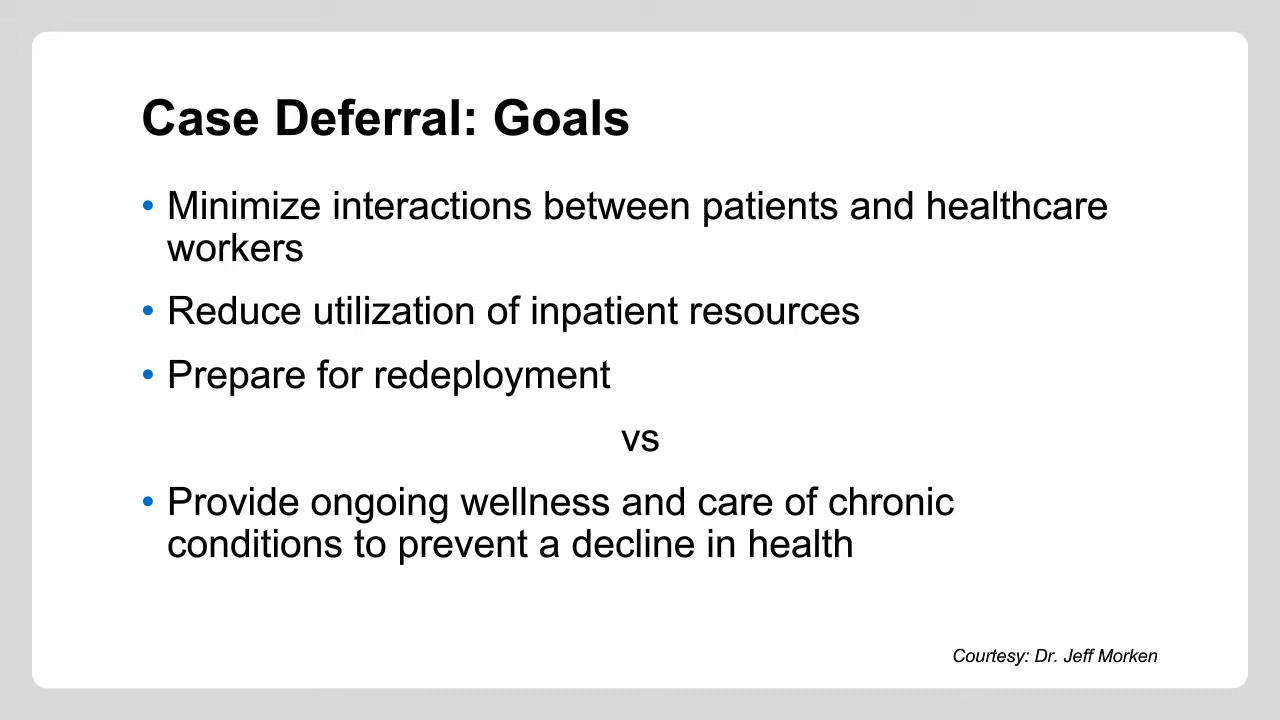 Case Deferral: Goals
• Minimize interactions between patients and healthcare
workers
• Reduce utilization of inpatient resources
• Prepare for redeployment
vs
• Provide ongoing wellness and care of chronic
conditions to prevent a decline in health
Courtesy: Dr. Jeff Morken